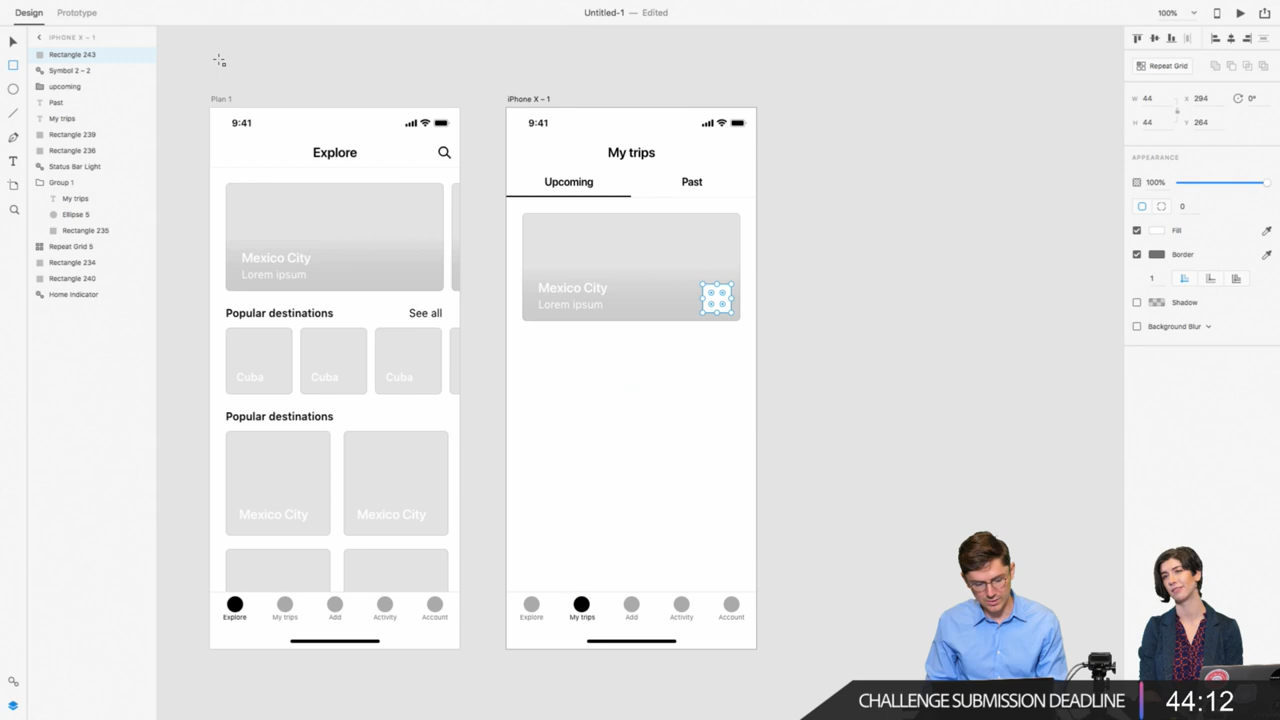 Design
Prototype
Untitled-1 — Edited
100%
IPHONE X – 1
Rectangle 243
Symbol 2 – 2
upcoming
Past
My trips
Rectangle 239
Rectangle 236
Status Bar Light
Group 1
My trips
Ellipse 5
Rectangle 235
Repeat Grid 5
Rectangle 234
Rectangle 240
Home Indicator
Plan 1
9:41
Explore
Mexico City
Lorem ipsum
Popular destinations
See all
Cuba
Cuba
Cuba
Popular destinations
Mexico City
Mexico City
Explore
My trips
Add
Activity
Account
iPhone X – 1
9:41
My trips
Upcoming
Past
Mexico City
Lorem ipsum
Explore
My trips
Add
Activity
Account
Repeat Grid
W 44
X 294
0°
H 44
Y 264
APPEARANCE
100%
0
Fill
Border
1
Shadow
Background Blur
CHALLENGE SUBMISSION DEADLINE
44:12